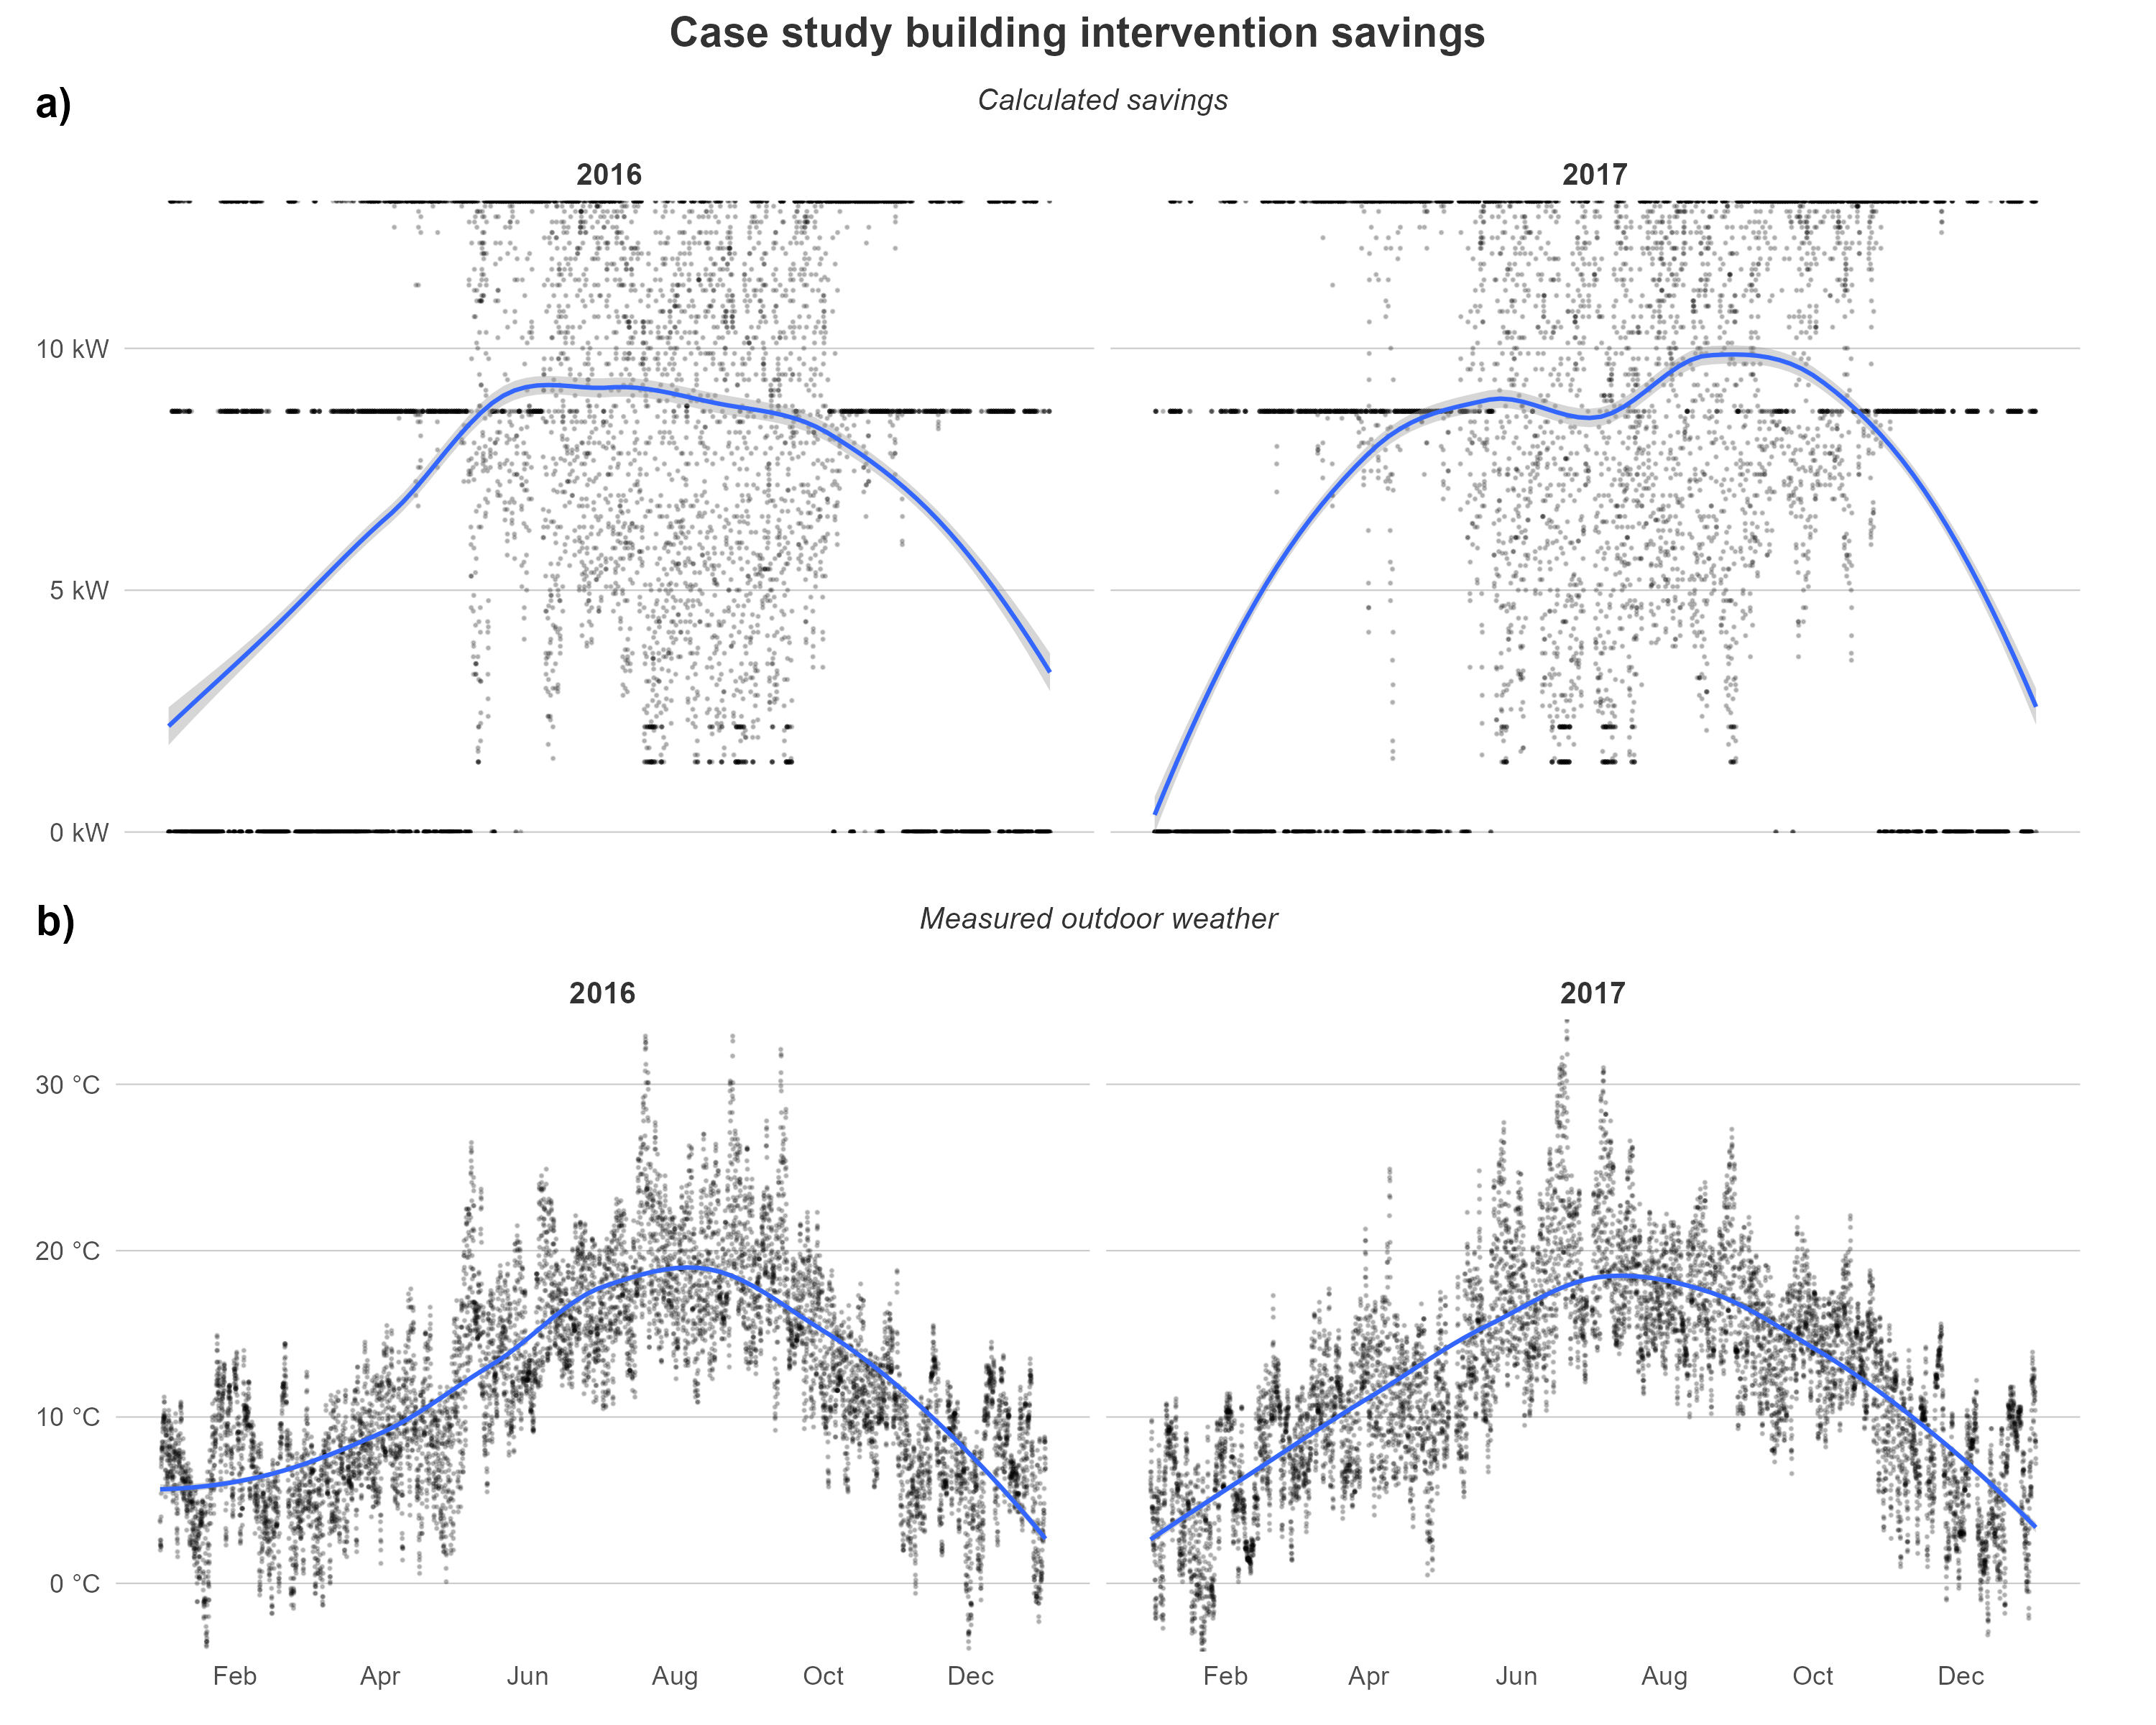 Case study building intervention savings
a)
Calculated savings
2016 2017
10 kW
5 kW
0 kW
b)
Measured outdoor weather
2016 2017
30 °C
20 °C
10 °C
0 °C
Feb Apr Jun Aug Oct Dec Feb Apr Jun Aug Oct Dec